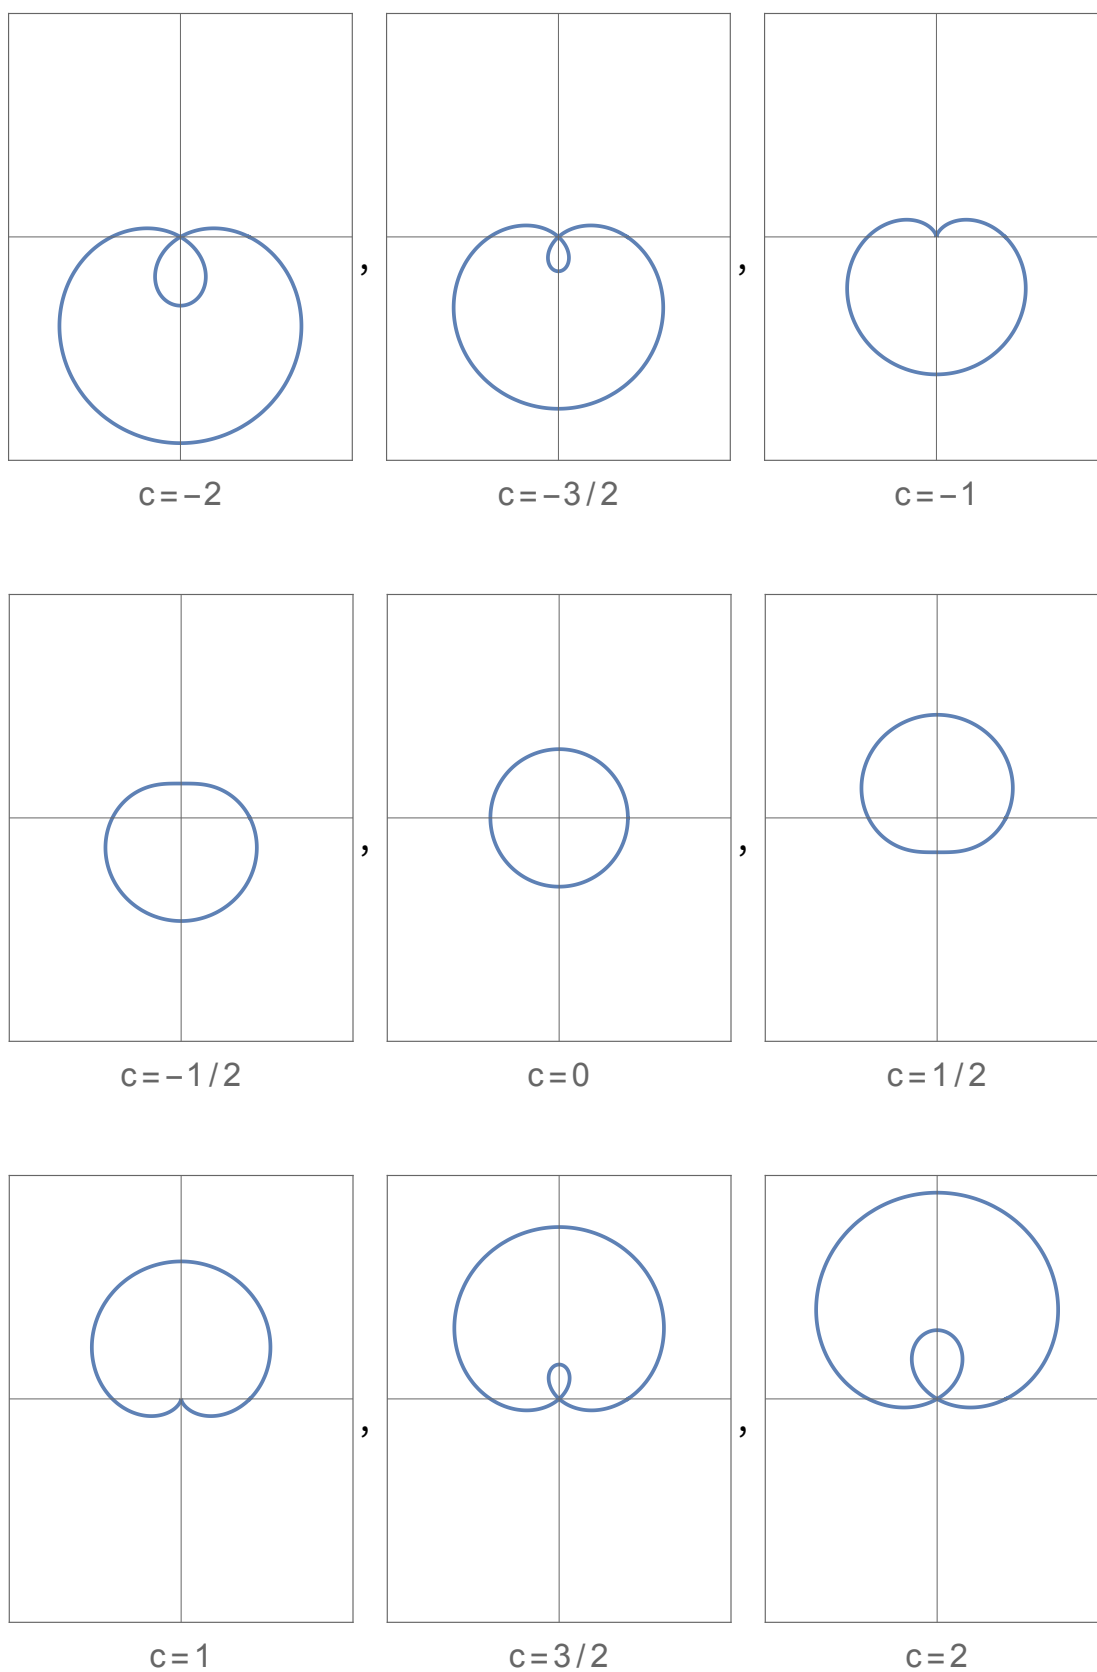 , ,
c=−2 c=−3/2 c=−1
, ,
c=−1/2 c=0 c=1/2
, ,
c=1 c=3/2 c=2